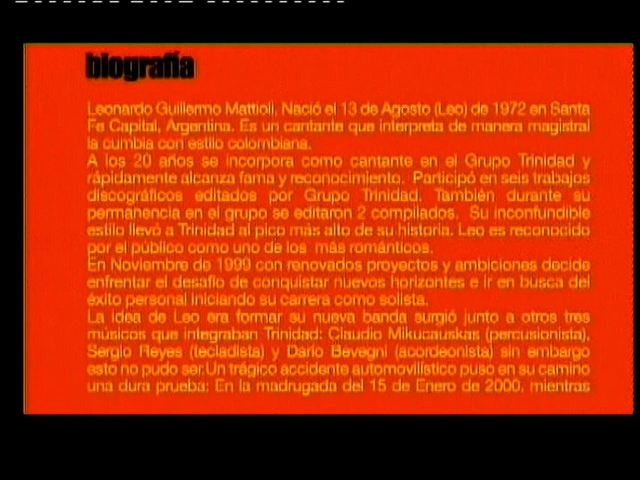 biografía
Leonardo Guillermo Mattioli, Nació el 13 de Agosto (Leo) de 1972 en Santa
Fe Capital, Argentina. Es un cantante que interpreta de manera magistral
la cumbia con estilo colombiana.
A los 20 años se incorpora como cantante en el Grupo Trinidad y
rápidamente alcanza fama y reconocimiento. Participó en seis trabajos
discográficos editados por Grupo Trinidad. También durante su
permanencia en el grupo se editaron 2 compilados. Su inconfundible
estilo llevó a Trinidad al pico más alto de su historia. Leo es reconocido
por el público como uno de los más románticos.
En Noviembre de 1999 con renovados proyectos y ambiciones decide
enfrentar el desafío de conquistar nuevos horizontes e ir en busca del
éxito personal iniciando su carrera como solista.
La idea de Leo era formar su nueva banda surgió junto a otros tres
músicos que integraban Trinidad: Claudio Mikucauskas (percusionista),
Sergio Reyes (tecladista) y Darío Bevegni (acordeonista) sin embargo
esto no pudo ser.Un trágico accidente automovilístico puso en su camino
una dura prueba: En la madrugada del 15 de Enero de 2000, mientras